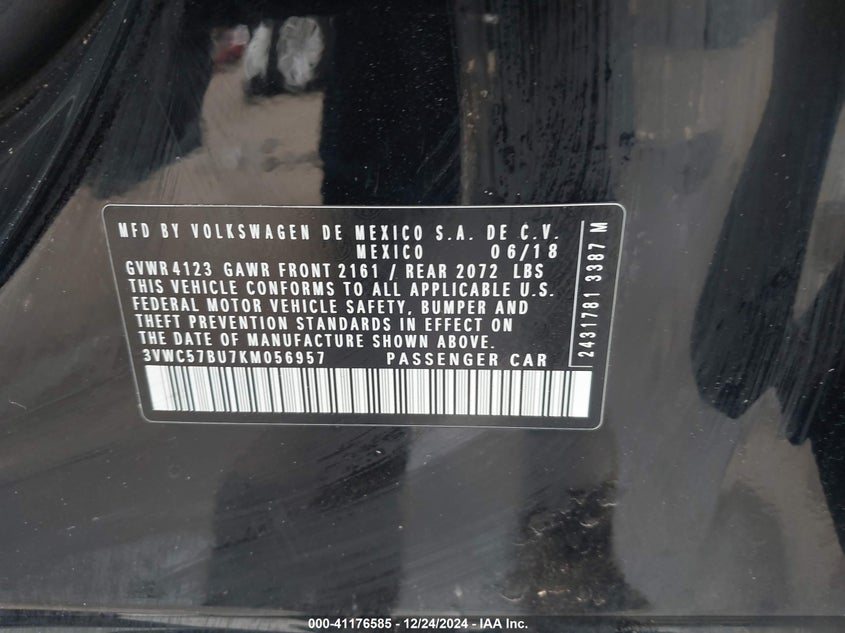 MFD BY VOLKSWAGEN DE MEXICO S.A. DE C.V.
MEXICO 06/18
GVWR 4123 GAWR FRONT 2161 / REAR 2072 LBS
THIS VEHICLE CONFORMS TO ALL APPLICABLE U.S.
FEDERAL MOTOR VEHICLE SAFETY, BUMPER AND
THEFT PREVENTION STANDARDS IN EFFECT ON
THE DATE OF MANUFACTURE SHOWN ABOVE.
3VWC57BU7KM056957 PASSENGER CAR
2431781 3387 M
000-41176585 - 12/24/2024 - IAA Inc.